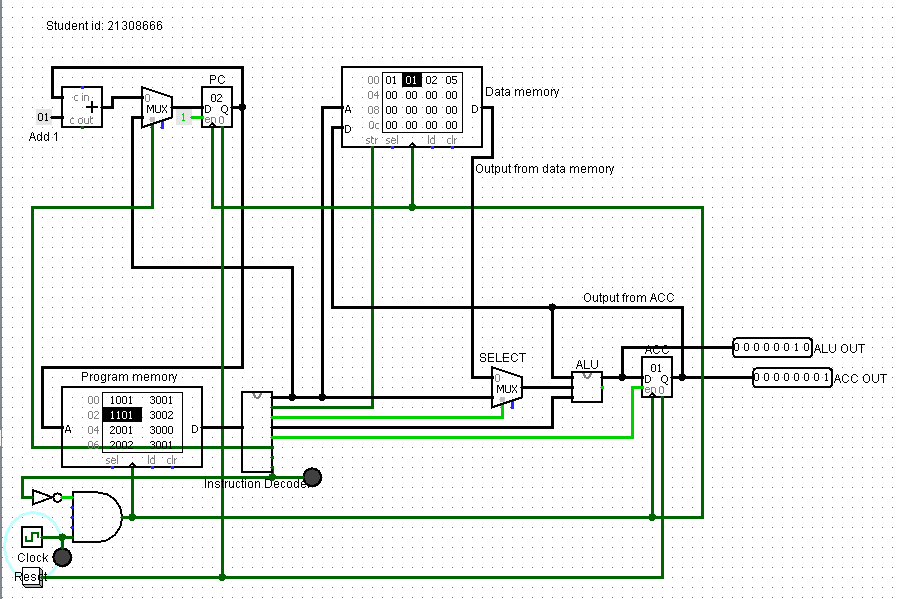 Student id: 21308666
PC
c in
+
c out
01
Add 1
0
MUX
1
02
D Q
en 0
00 01 01 02 05
04 00 00 00 00
08 00 00 00 00
0c 00 00 00 00
A
D
D
str sel ld clr
Data memory
Output from data memory
Output from ACC
SELECT
0
MUX
ALU
ACC
01
D Q
en 0
0 0 0 0 0 0 1 0 ALU OUT
0 0 0 0 0 0 0 1 ACC OUT
Program memory
00 1001 3001
02 1101 3002
04 2001 3000
06 2002 3001
A
D
sel ld clr
Instruction Decoder
Clock
Reset